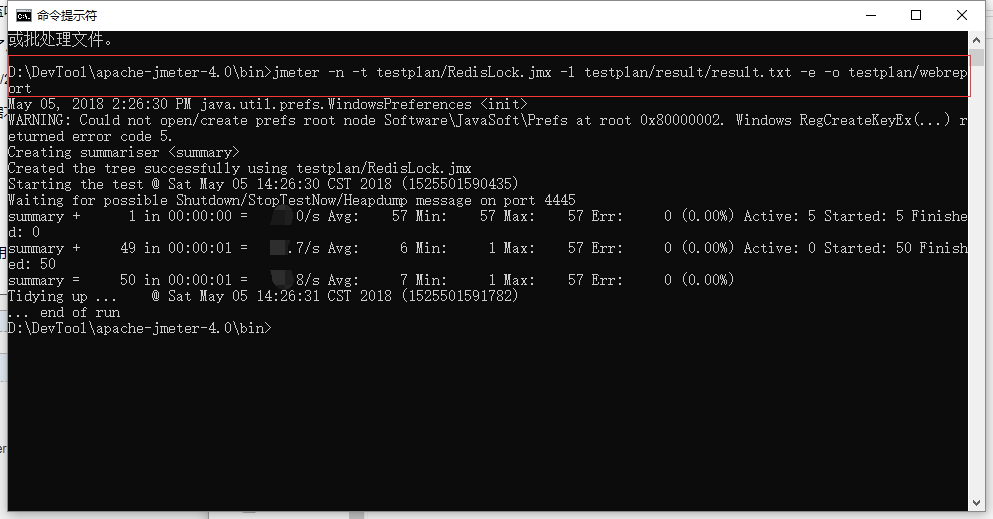 命令提示符
或批处理文件。
D:\DevTool\apache-jmeter-4.0\bin>jmeter -n -t testplan/RedisLock.jmx -l testplan/result/result.txt -e -o testplan/webrep
ort
May 05, 2018 2:26:30 PM java.util.prefs.WindowsPreferences <init>
WARNING: Could not open/create prefs root node Software\JavaSoft\Prefs at root 0x80000002. Windows RegCreateKeyEx(...) r
eturned error code 5.
Creating summariser <summary>
Created the tree successfully using testplan/RedisLock.jmx
Starting the test @ Sat May 05 14:26:30 CST 2018 (1525501590435)
Waiting for possible Shutdown/StopTestNow/Heapdump message on port 4445
summary +      1 in 00:00:00 =     0/s Avg:    57 Min:    57 Max:    57 Err:     0 (0.00%) Active: 5 Started: 5 Finishe
d: 0
summary +     49 in 00:00:01 =    .7/s Avg:     6 Min:     1 Max:    57 Err:     0 (0.00%) Active: 0 Started: 50 Finish
ed: 50
summary =     50 in 00:00:01 =     8/s Avg:     7 Min:     1 Max:    57 Err:     0 (0.00%)
Tidying up ...    @ Sat May 05 14:26:31 CST 2018 (1525501591782)
... end of run
D:\DevTool\apache-jmeter-4.0\bin>